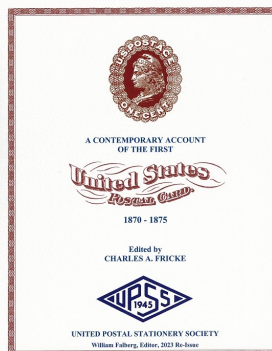 U.S. POSTAGE
ONE CENT
A CONTEMPORARY ACCOUNT
OF THE FIRST
United States
POSTAL CARD.
1870 - 1875
Edited by
CHARLES A. FRICKE
UPSS
1945
UNITED POSTAL STATIONERY SOCIETY
William Falberg, Editor, 2023 Re-Issue